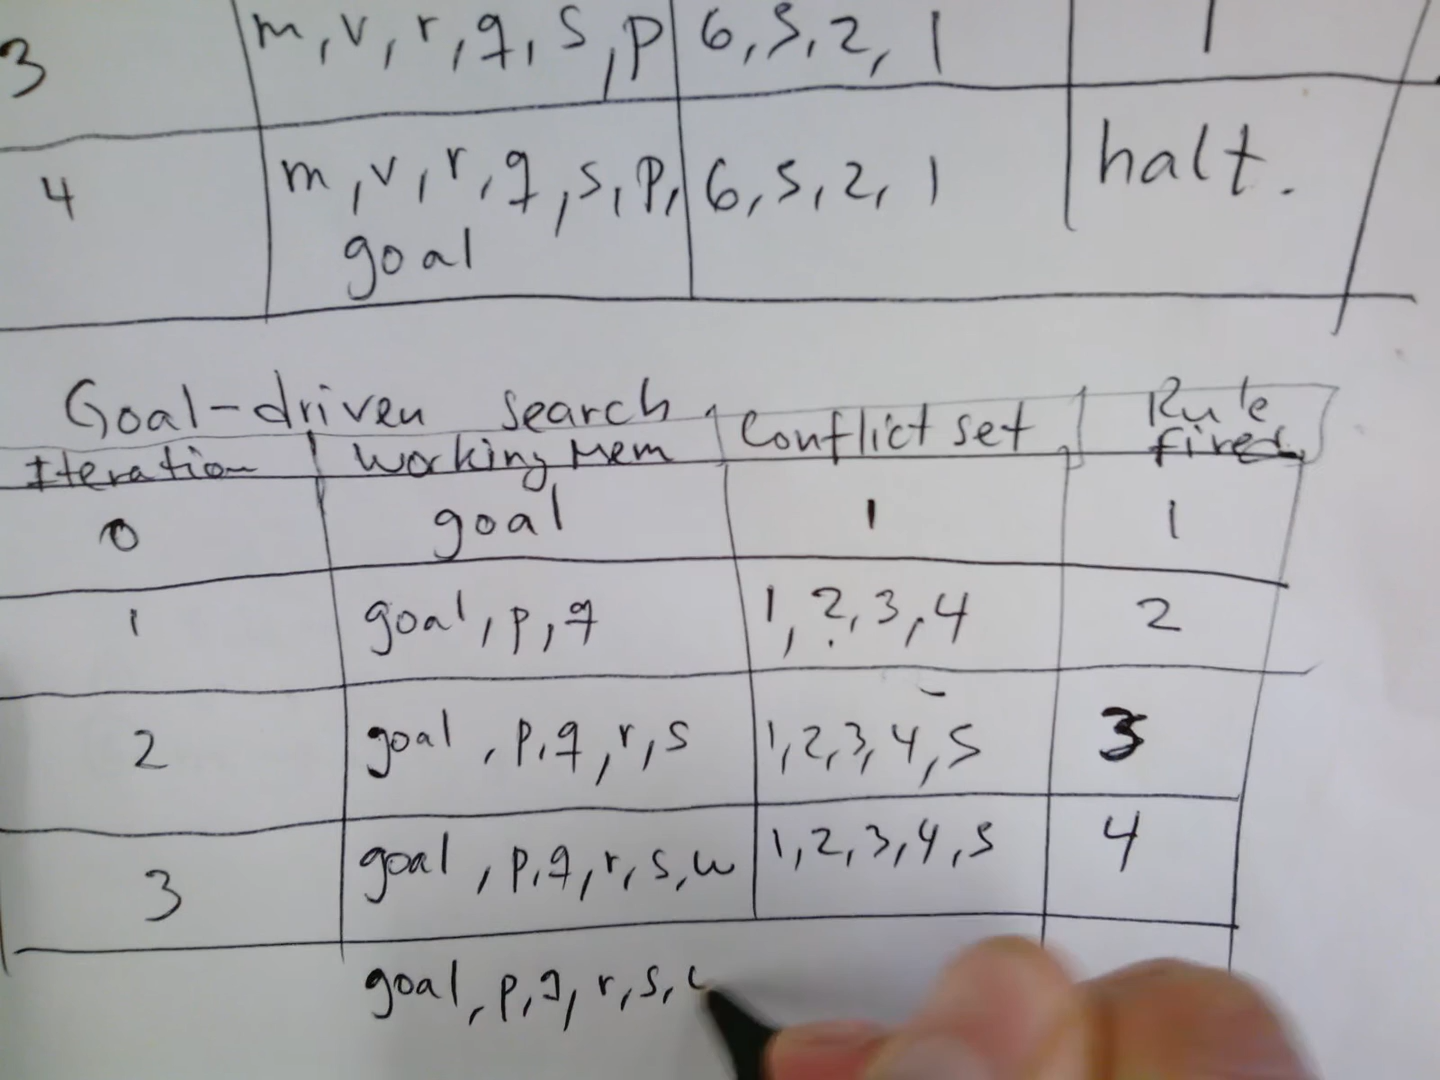 3 m, v, r, q, s, p 6, 5, 2, 1 1
4 m, v, r, q, s, p, 6, 5, 2, 1 halt.
goal
Goal-driven search
Iteration Working Mem Conflict set Rule fired
0 goal 1 1
1 goal, p, q 1, 2, 3, 4 2
2 goal, p, q, r, s 1, 2, 3, 4, 5 3
3 goal, p, q, r, s, w 1, 2, 3, 4, 5 4
goal, p, q, r, s,